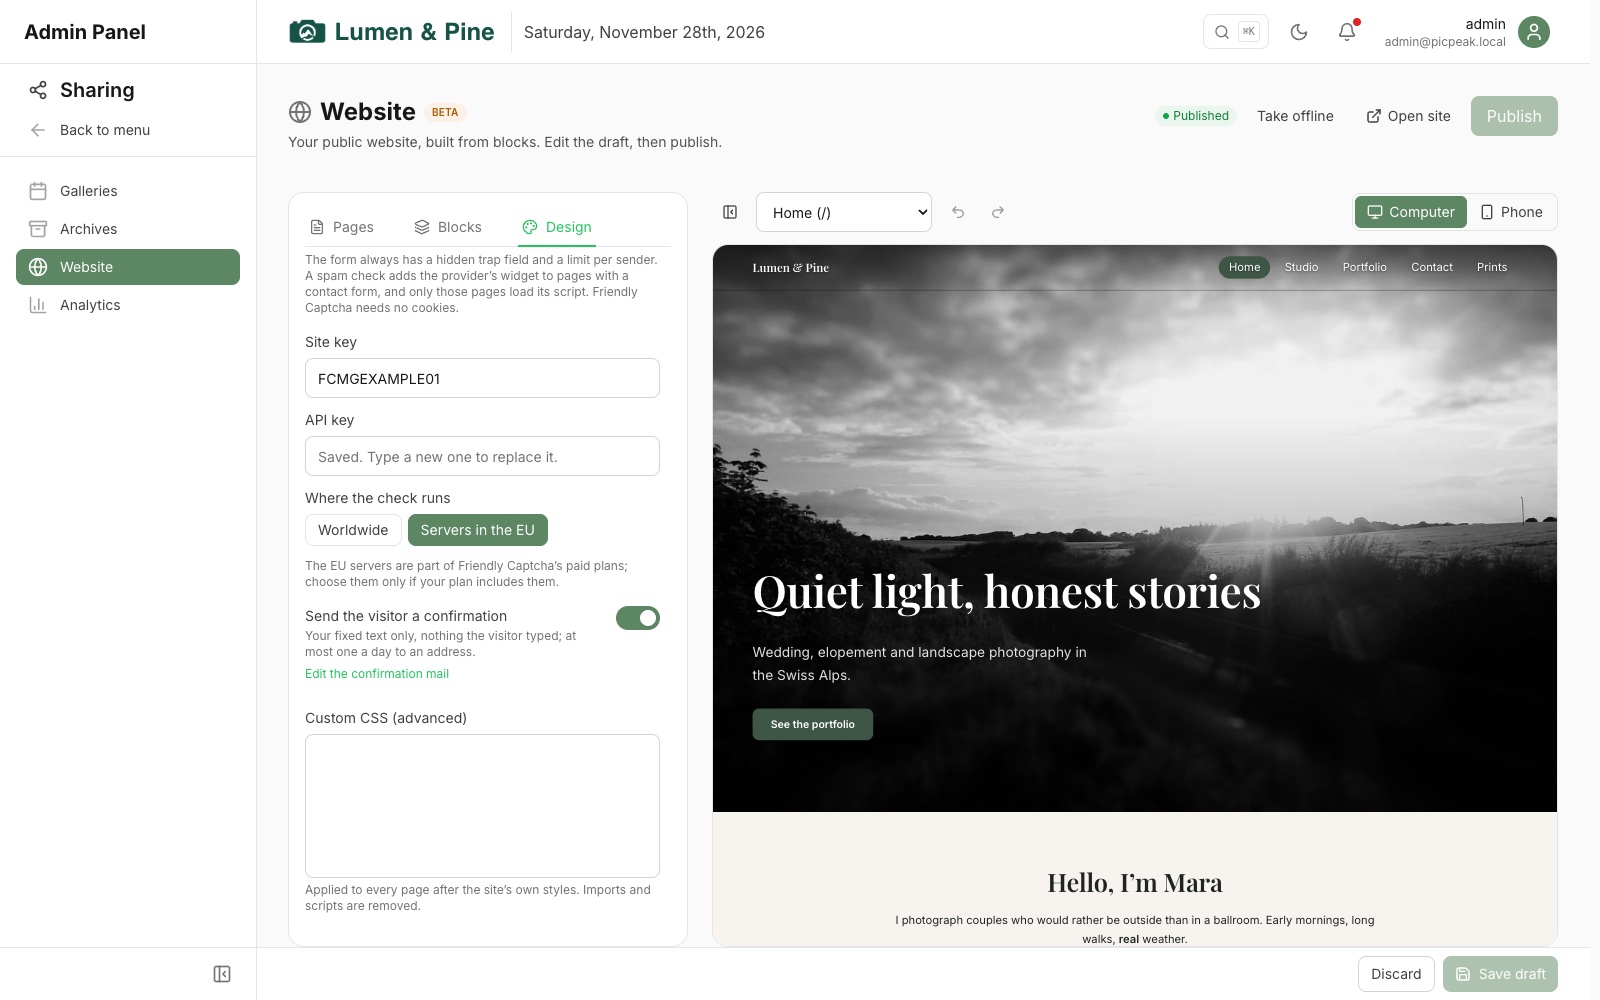 Admin Panel
Lumen & Pine
Saturday, November 28th, 2026
⌘K
admin
admin@picpeak.local
Sharing
Back to menu
Galleries
Archives
Website
Analytics
Website
BETA
Your public website, built from blocks. Edit the draft, then publish.
Published
Take offline
Open site
Publish
Pages
Blocks
Design
The form always has a hidden trap field and a limit per sender.
A spam check adds the provider’s widget to pages with a
contact form, and only those pages load its script. Friendly
Captcha needs no cookies.
Site key
FCMGEXAMPLE01
API key
Saved. Type a new one to replace it.
Where the check runs
Worldwide
Servers in the EU
The EU servers are part of Friendly Captcha’s paid plans;
choose them only if your plan includes them.
Send the visitor a confirmation
Your fixed text only, nothing the visitor typed; at
most one a day to an address.
Edit the confirmation mail
Custom CSS (advanced)
Applied to every page after the site’s own styles. Imports and
scripts are removed.
Home (/)
Computer
Phone
Lumen & Pine
Home
Studio
Portfolio
Contact
Prints
Quiet light, honest stories
Wedding, elopement and landscape photography in
the Swiss Alps.
See the portfolio
Hello, I’m Mara
I photograph couples who would rather be outside than in a ballroom. Early mornings, long
walks, real weather.
Discard
Save draft